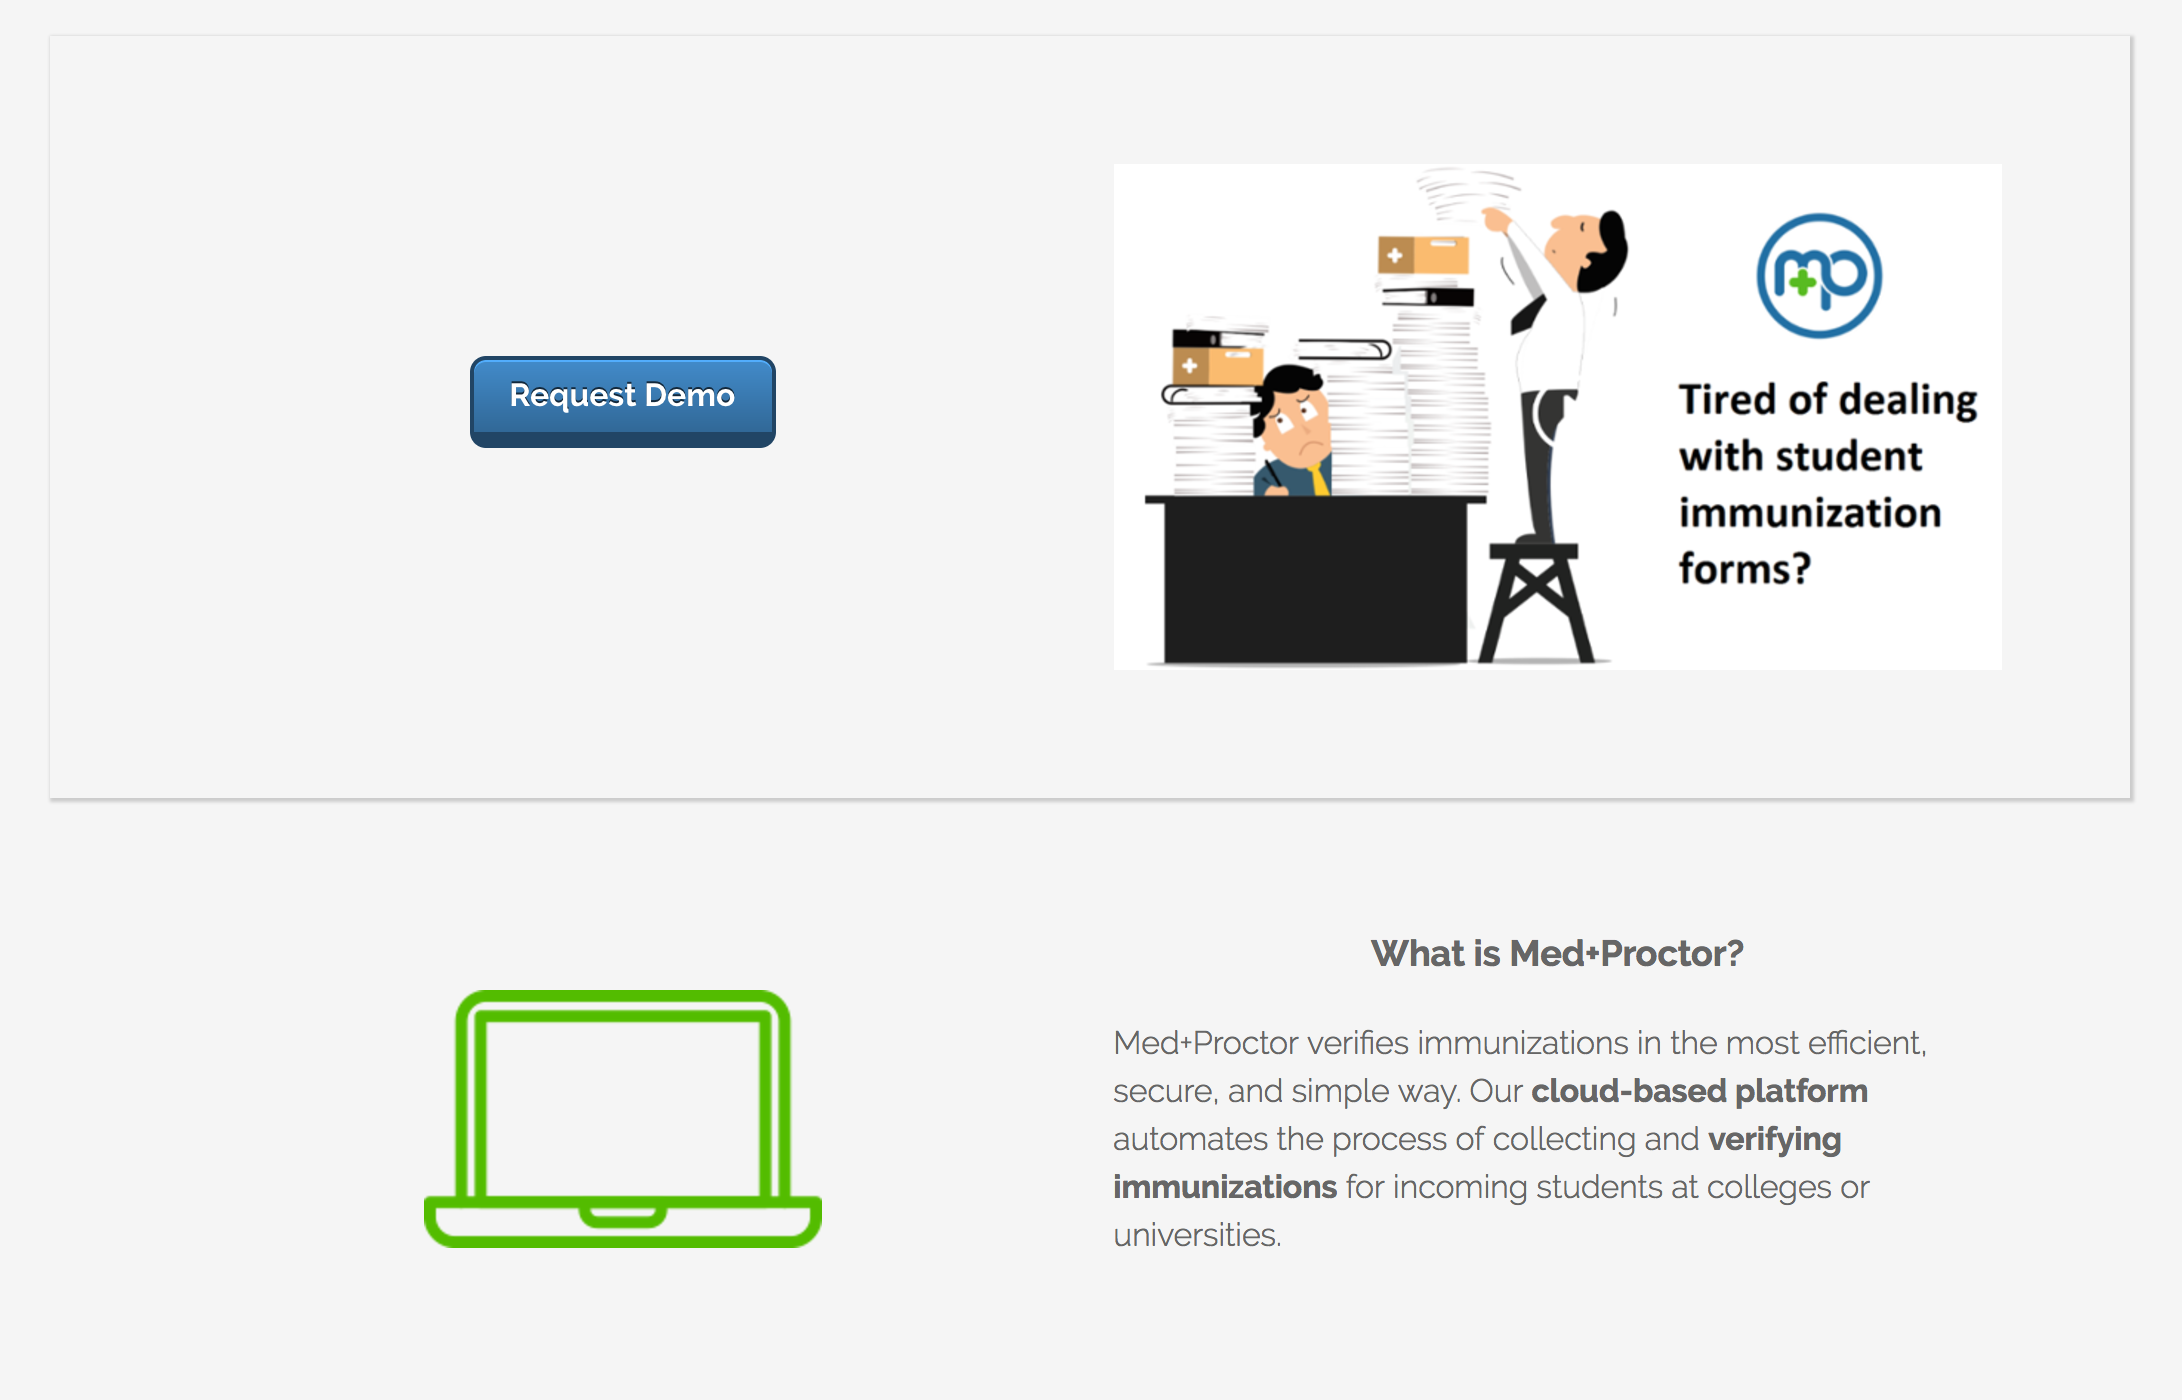 Request Demo
m+p
Tired of dealing
with student
immunization
forms?
What is Med+Proctor?
Med+Proctor verifies immunizations in the most efficient,
secure, and simple way. Our cloud-based platform
automates the process of collecting and verifying
immunizations for incoming students at colleges or
universities.